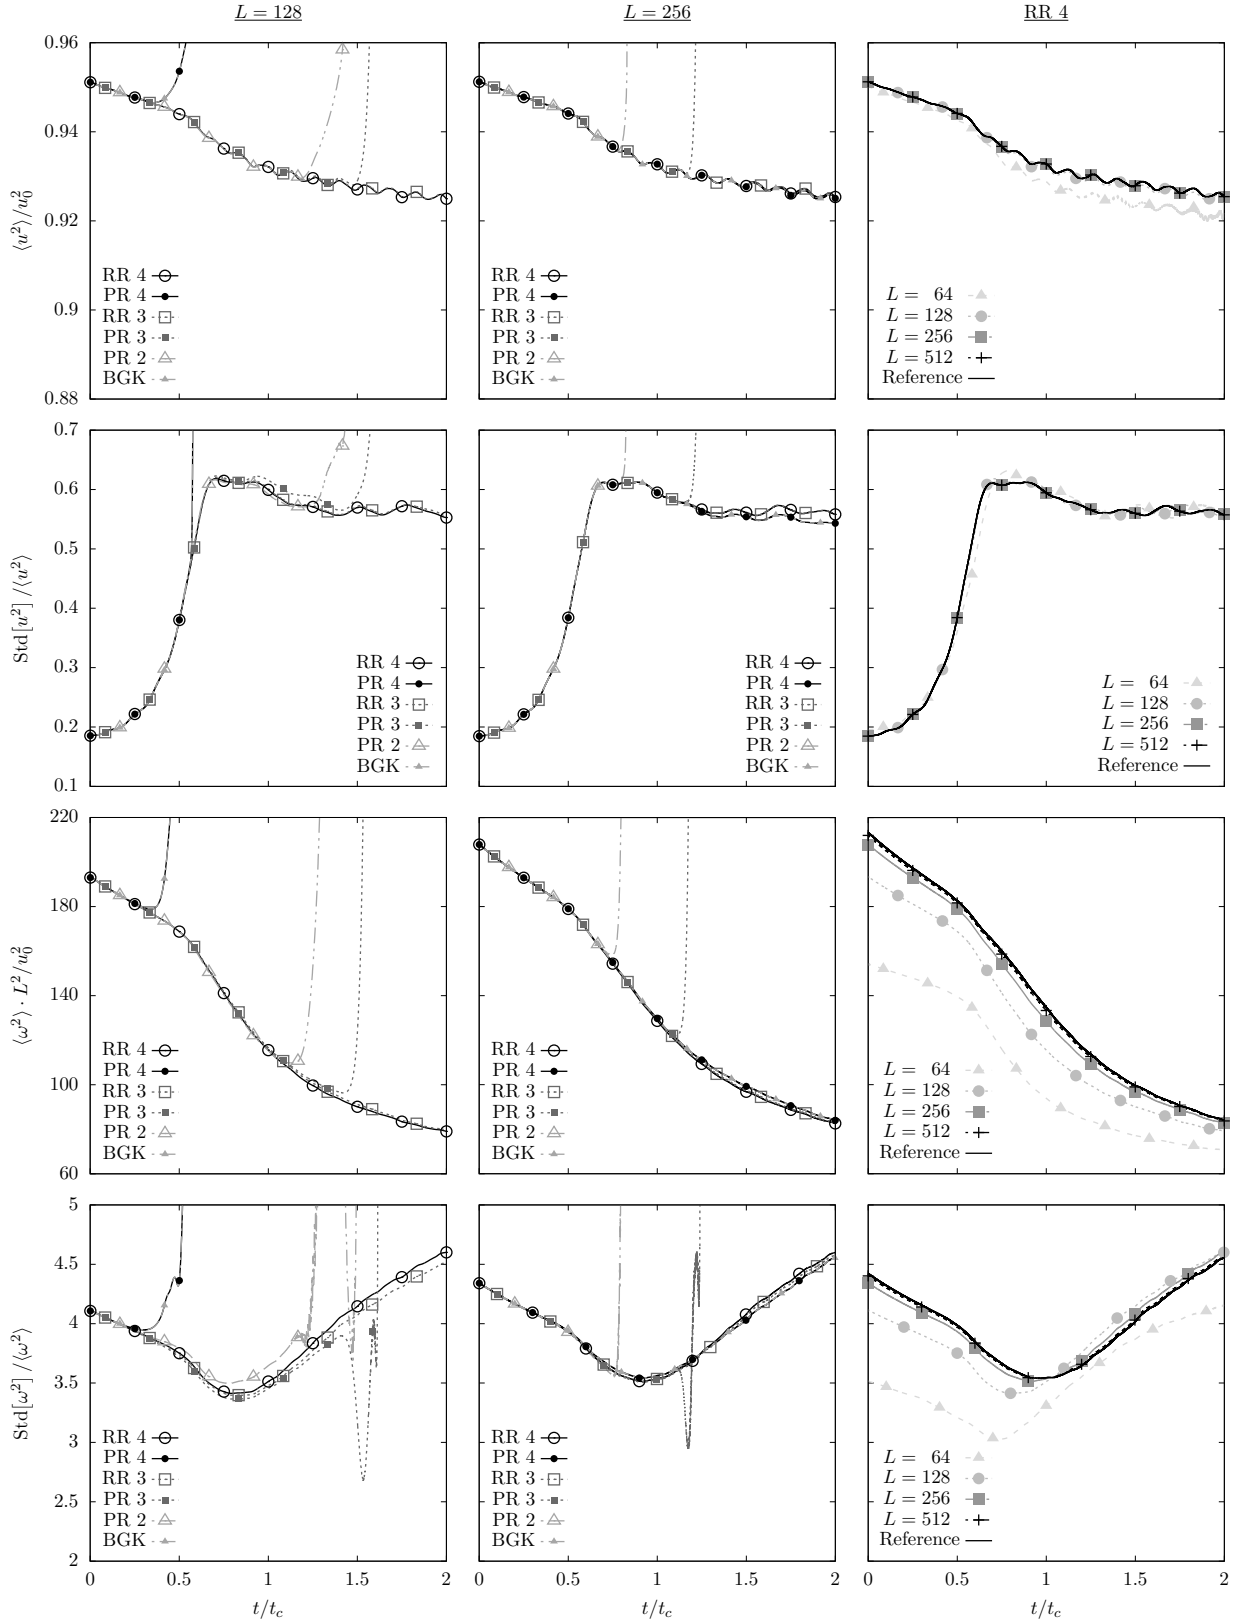 L = 128
L = 256
RR 4
0.96
0.94
0.92
0.9
0.88
⟨u²⟩/u₀²
RR 4
PR 4
RR 3
PR 3
PR 2
BGK
RR 4
PR 4
RR 3
PR 3
PR 2
BGK
L = 64
L = 128
L = 256
L = 512
Reference
0.7
0.6
0.5
0.4
0.3
0.2
0.1
Std[u²]/⟨u²⟩
RR 4
PR 4
RR 3
PR 3
PR 2
BGK
RR 4
PR 4
RR 3
PR 3
PR 2
BGK
L = 64
L = 128
L = 256
L = 512
Reference
220
180
140
100
60
⟨ω²⟩ · L²/u₀²
RR 4
PR 4
RR 3
PR 3
PR 2
BGK
RR 4
PR 4
RR 3
PR 3
PR 2
BGK
L = 64
L = 128
L = 256
L = 512
Reference
5
4.5
4
3.5
3
2.5
2
Std[ω²]/⟨ω²⟩
RR 4
PR 4
RR 3
PR 3
PR 2
BGK
RR 4
PR 4
RR 3
PR 3
PR 2
BGK
L = 64
L = 128
L = 256
L = 512
Reference
0 0.5 1 1.5 2
0 0.5 1 1.5 2
0 0.5 1 1.5 2
t/t_c
t/t_c
t/t_c